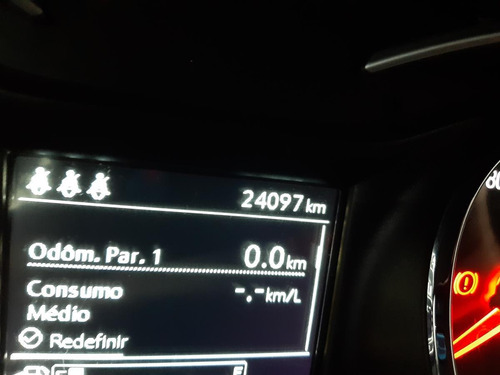 24097 km
Odôm. Par. 1 0.0 km
Consumo -.- km/L
Médio
Redefinir
E F